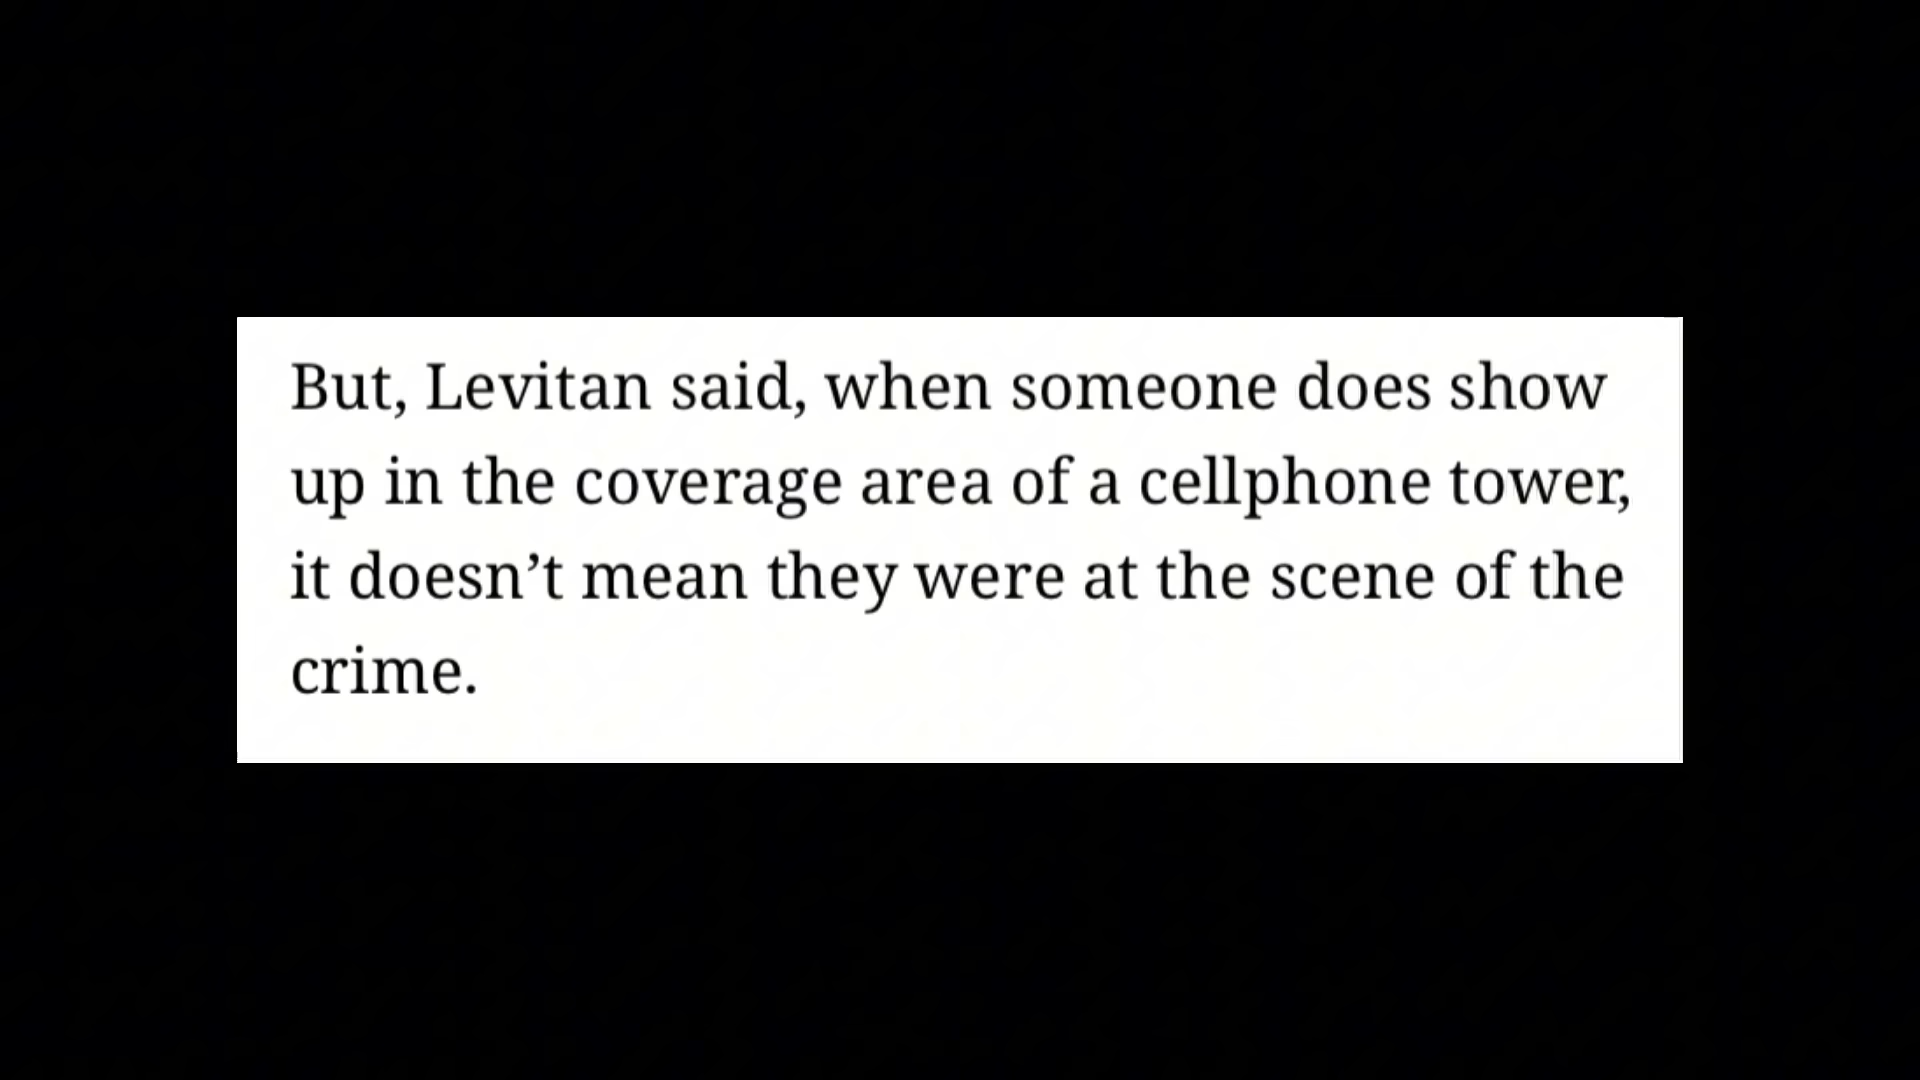 But, Levitan said, when someone does show
up in the coverage area of a cellphone tower,
it doesn’t mean they were at the scene of the
crime.